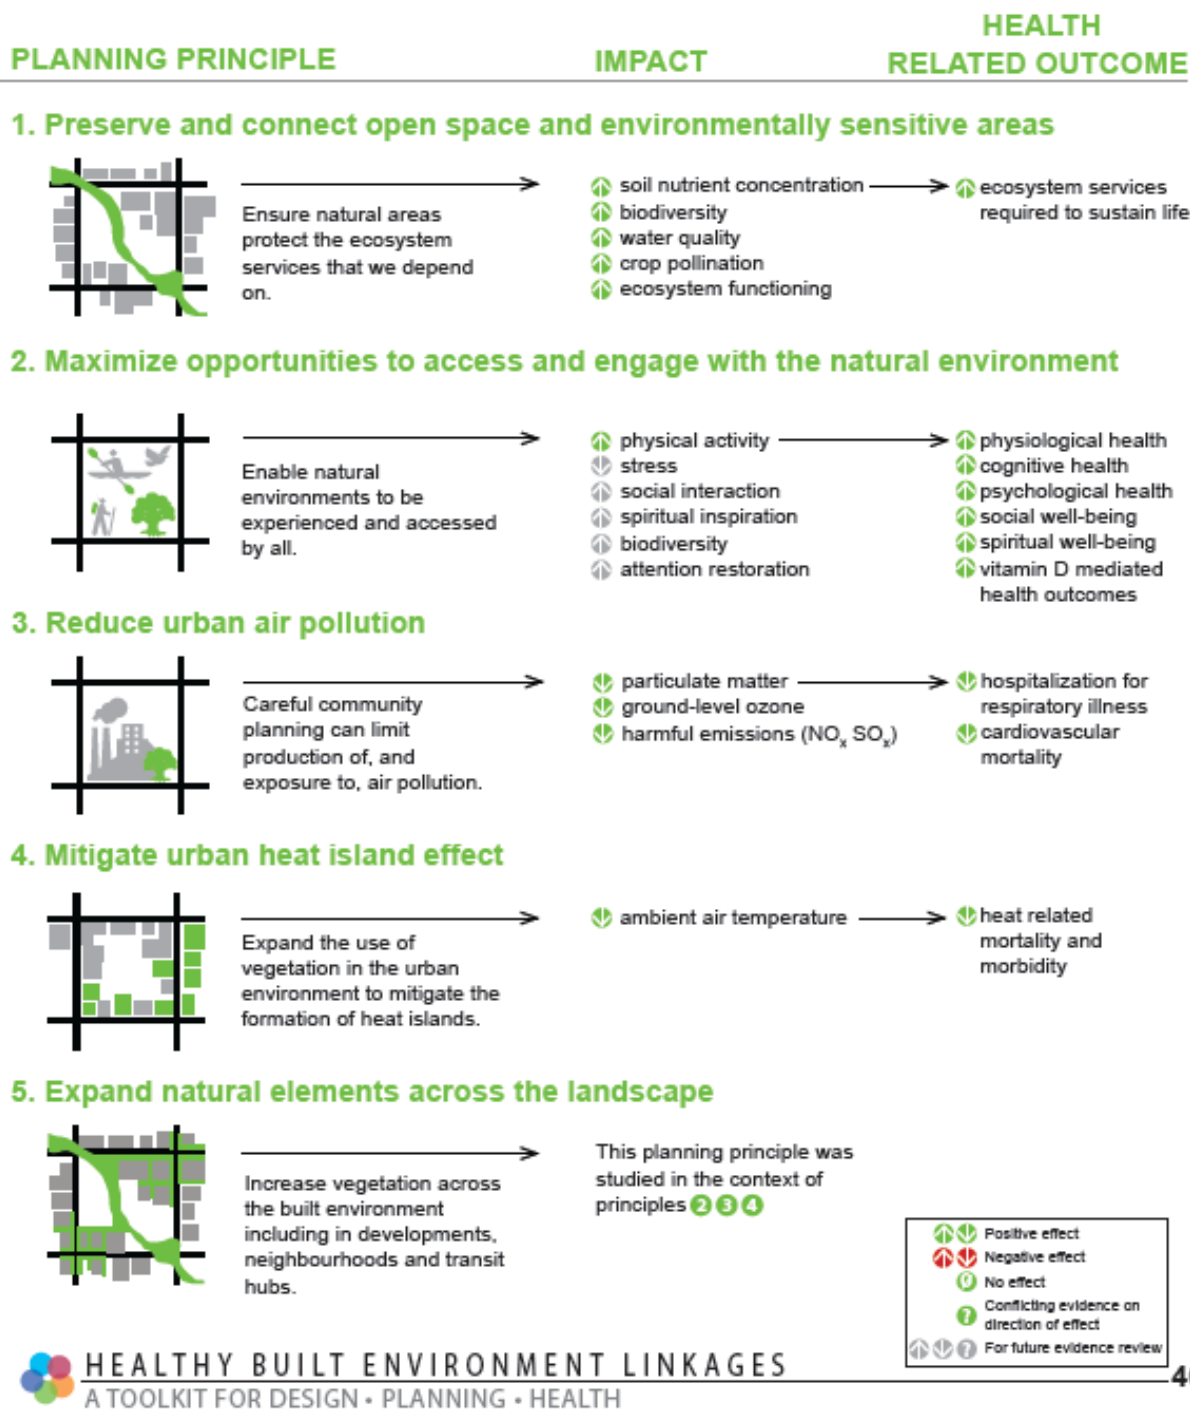 PLANNING PRINCIPLE
IMPACT
HEALTH
RELATED OUTCOME
1. Preserve and connect open space and environmentally sensitive areas
Ensure natural areas
protect the ecosystem
services that we depend
on.
soil nutrient concentration
biodiversity
water quality
crop pollination
ecosystem functioning
ecosystem services
required to sustain life
2. Maximize opportunities to access and engage with the natural environment
Enable natural
environments to be
experienced and accessed
by all.
physical activity
stress
social interaction
spiritual inspiration
biodiversity
attention restoration
physiological health
cognitive health
psychological health
social well-being
spiritual well-being
vitamin D mediated
health outcomes
3. Reduce urban air pollution
Careful community
planning can limit
production of, and
exposure to, air pollution.
particulate matter
ground-level ozone
harmful emissions (NOx SOx)
hospitalization for
respiratory illness
cardiovascular
mortality
4. Mitigate urban heat island effect
Expand the use of
vegetation in the urban
environment to mitigate the
formation of heat islands.
ambient air temperature
heat related
mortality and
morbidity
5. Expand natural elements across the landscape
Increase vegetation across
the built environment
including in developments,
neighbourhoods and transit
hubs.
This planning principle was
studied in the context of
principles 2 3 4
Positive effect
Negative effect
0 No effect
? Conflicting evidence on
direction of effect
? For future evidence review
HEALTHY BUILT ENVIRONMENT LINKAGES
A TOOLKIT FOR DESIGN • PLANNING • HEALTH